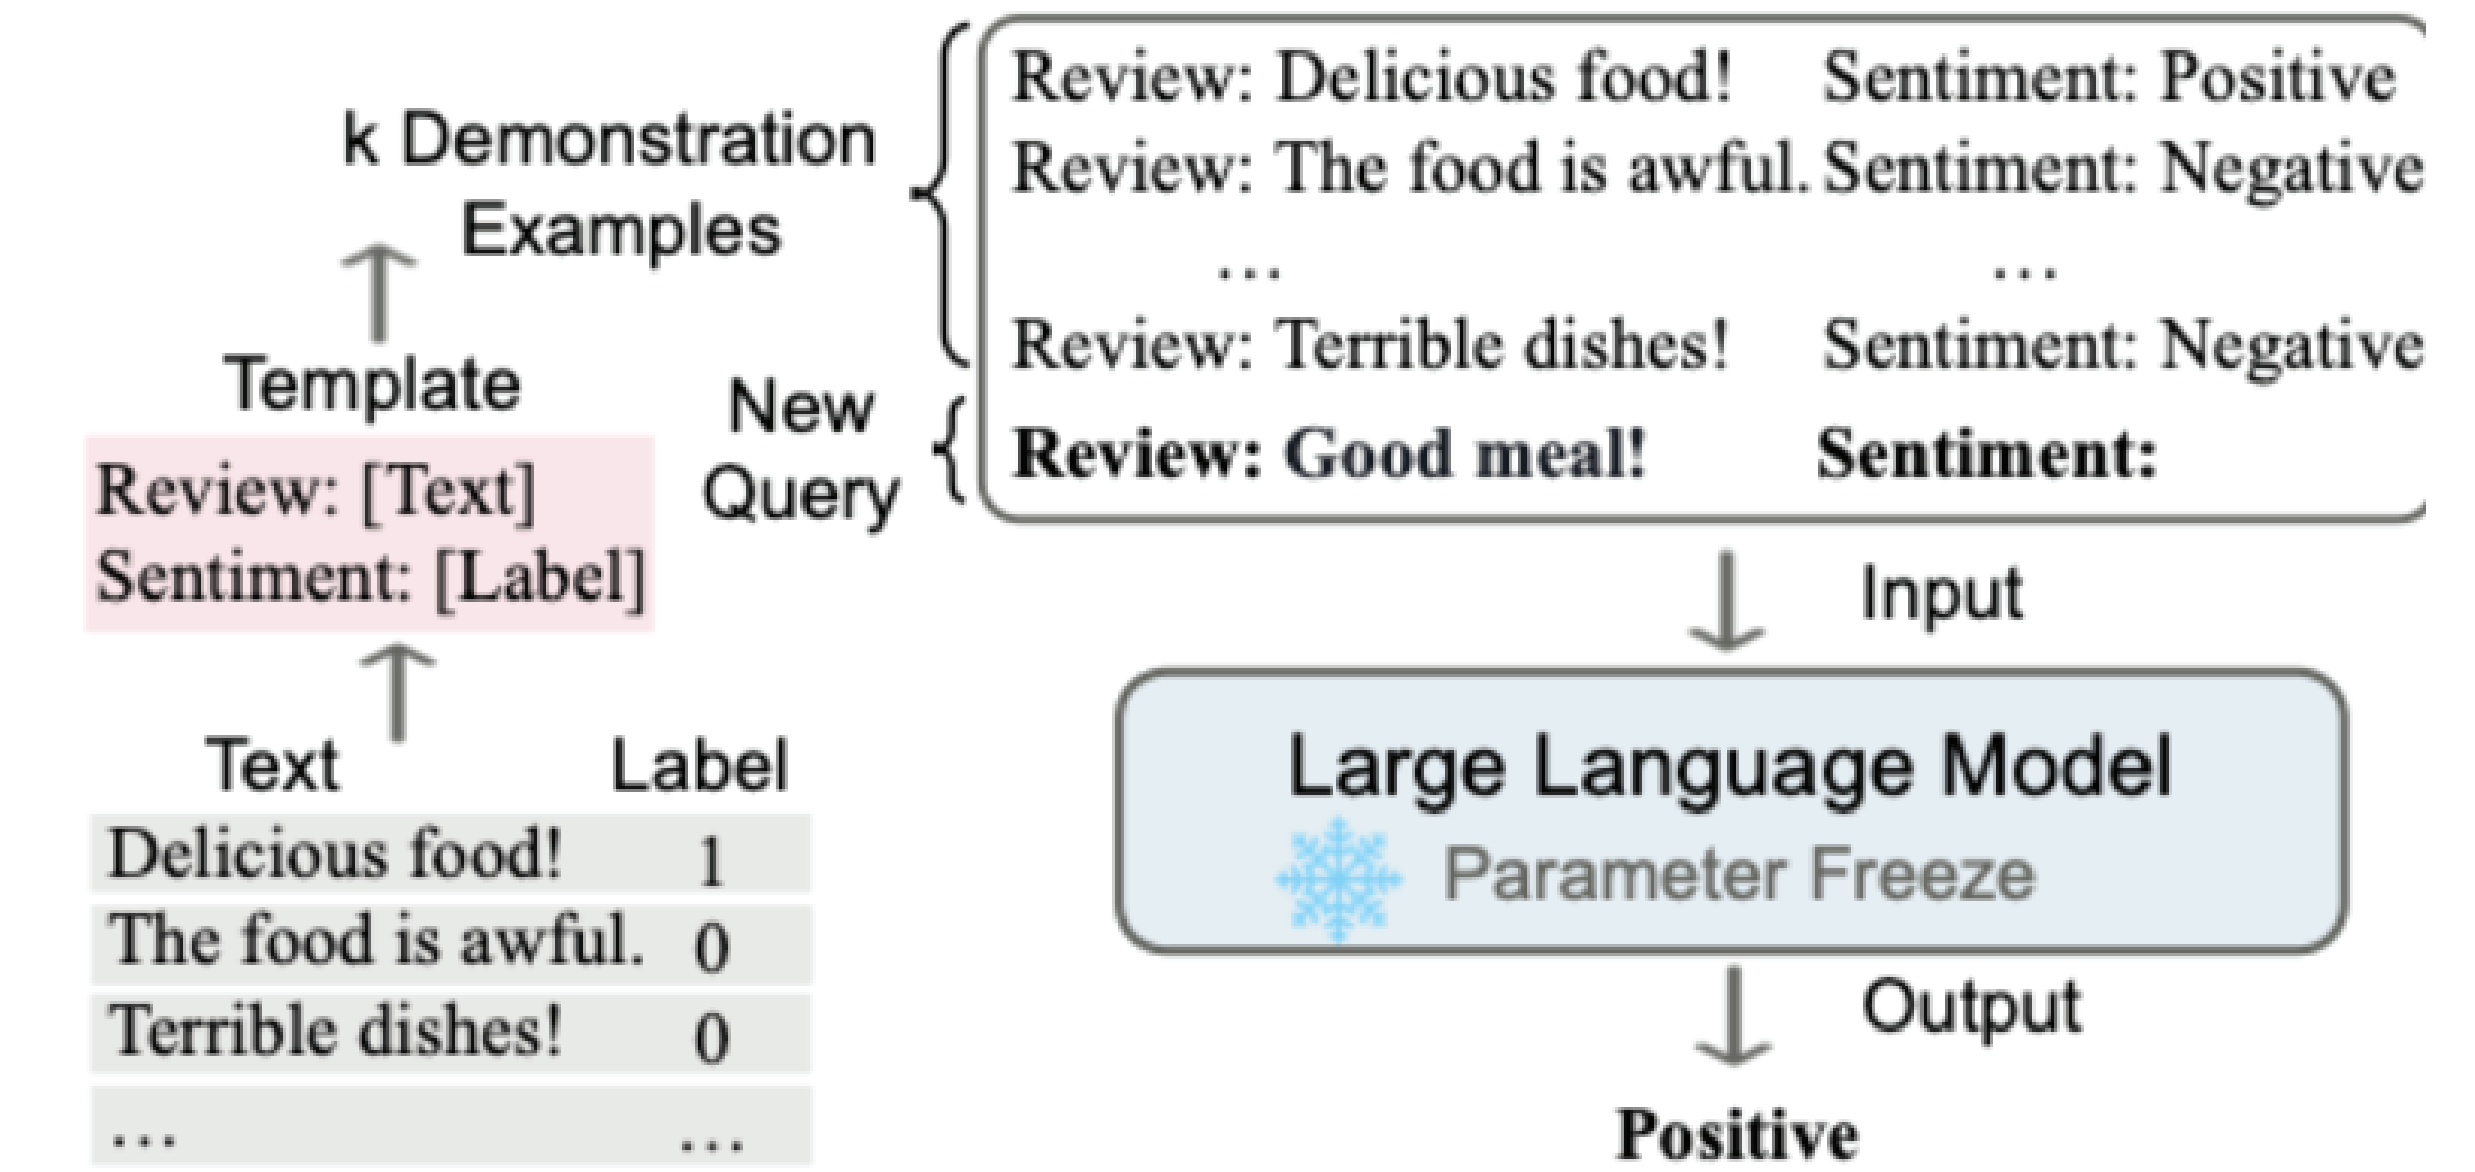 k Demonstration
Examples
Template
Review: [Text]
Sentiment: [Label]
Text Label
Delicious food! 1
The food is awful. 0
Terrible dishes! 0
... ...
Review: Delicious food! Sentiment: Positive
Review: The food is awful. Sentiment: Negative
... ...
Review: Terrible dishes! Sentiment: Negative
New
Query
Review: Good meal! Sentiment:
Input
Large Language Model
Parameter Freeze
Output
Positive